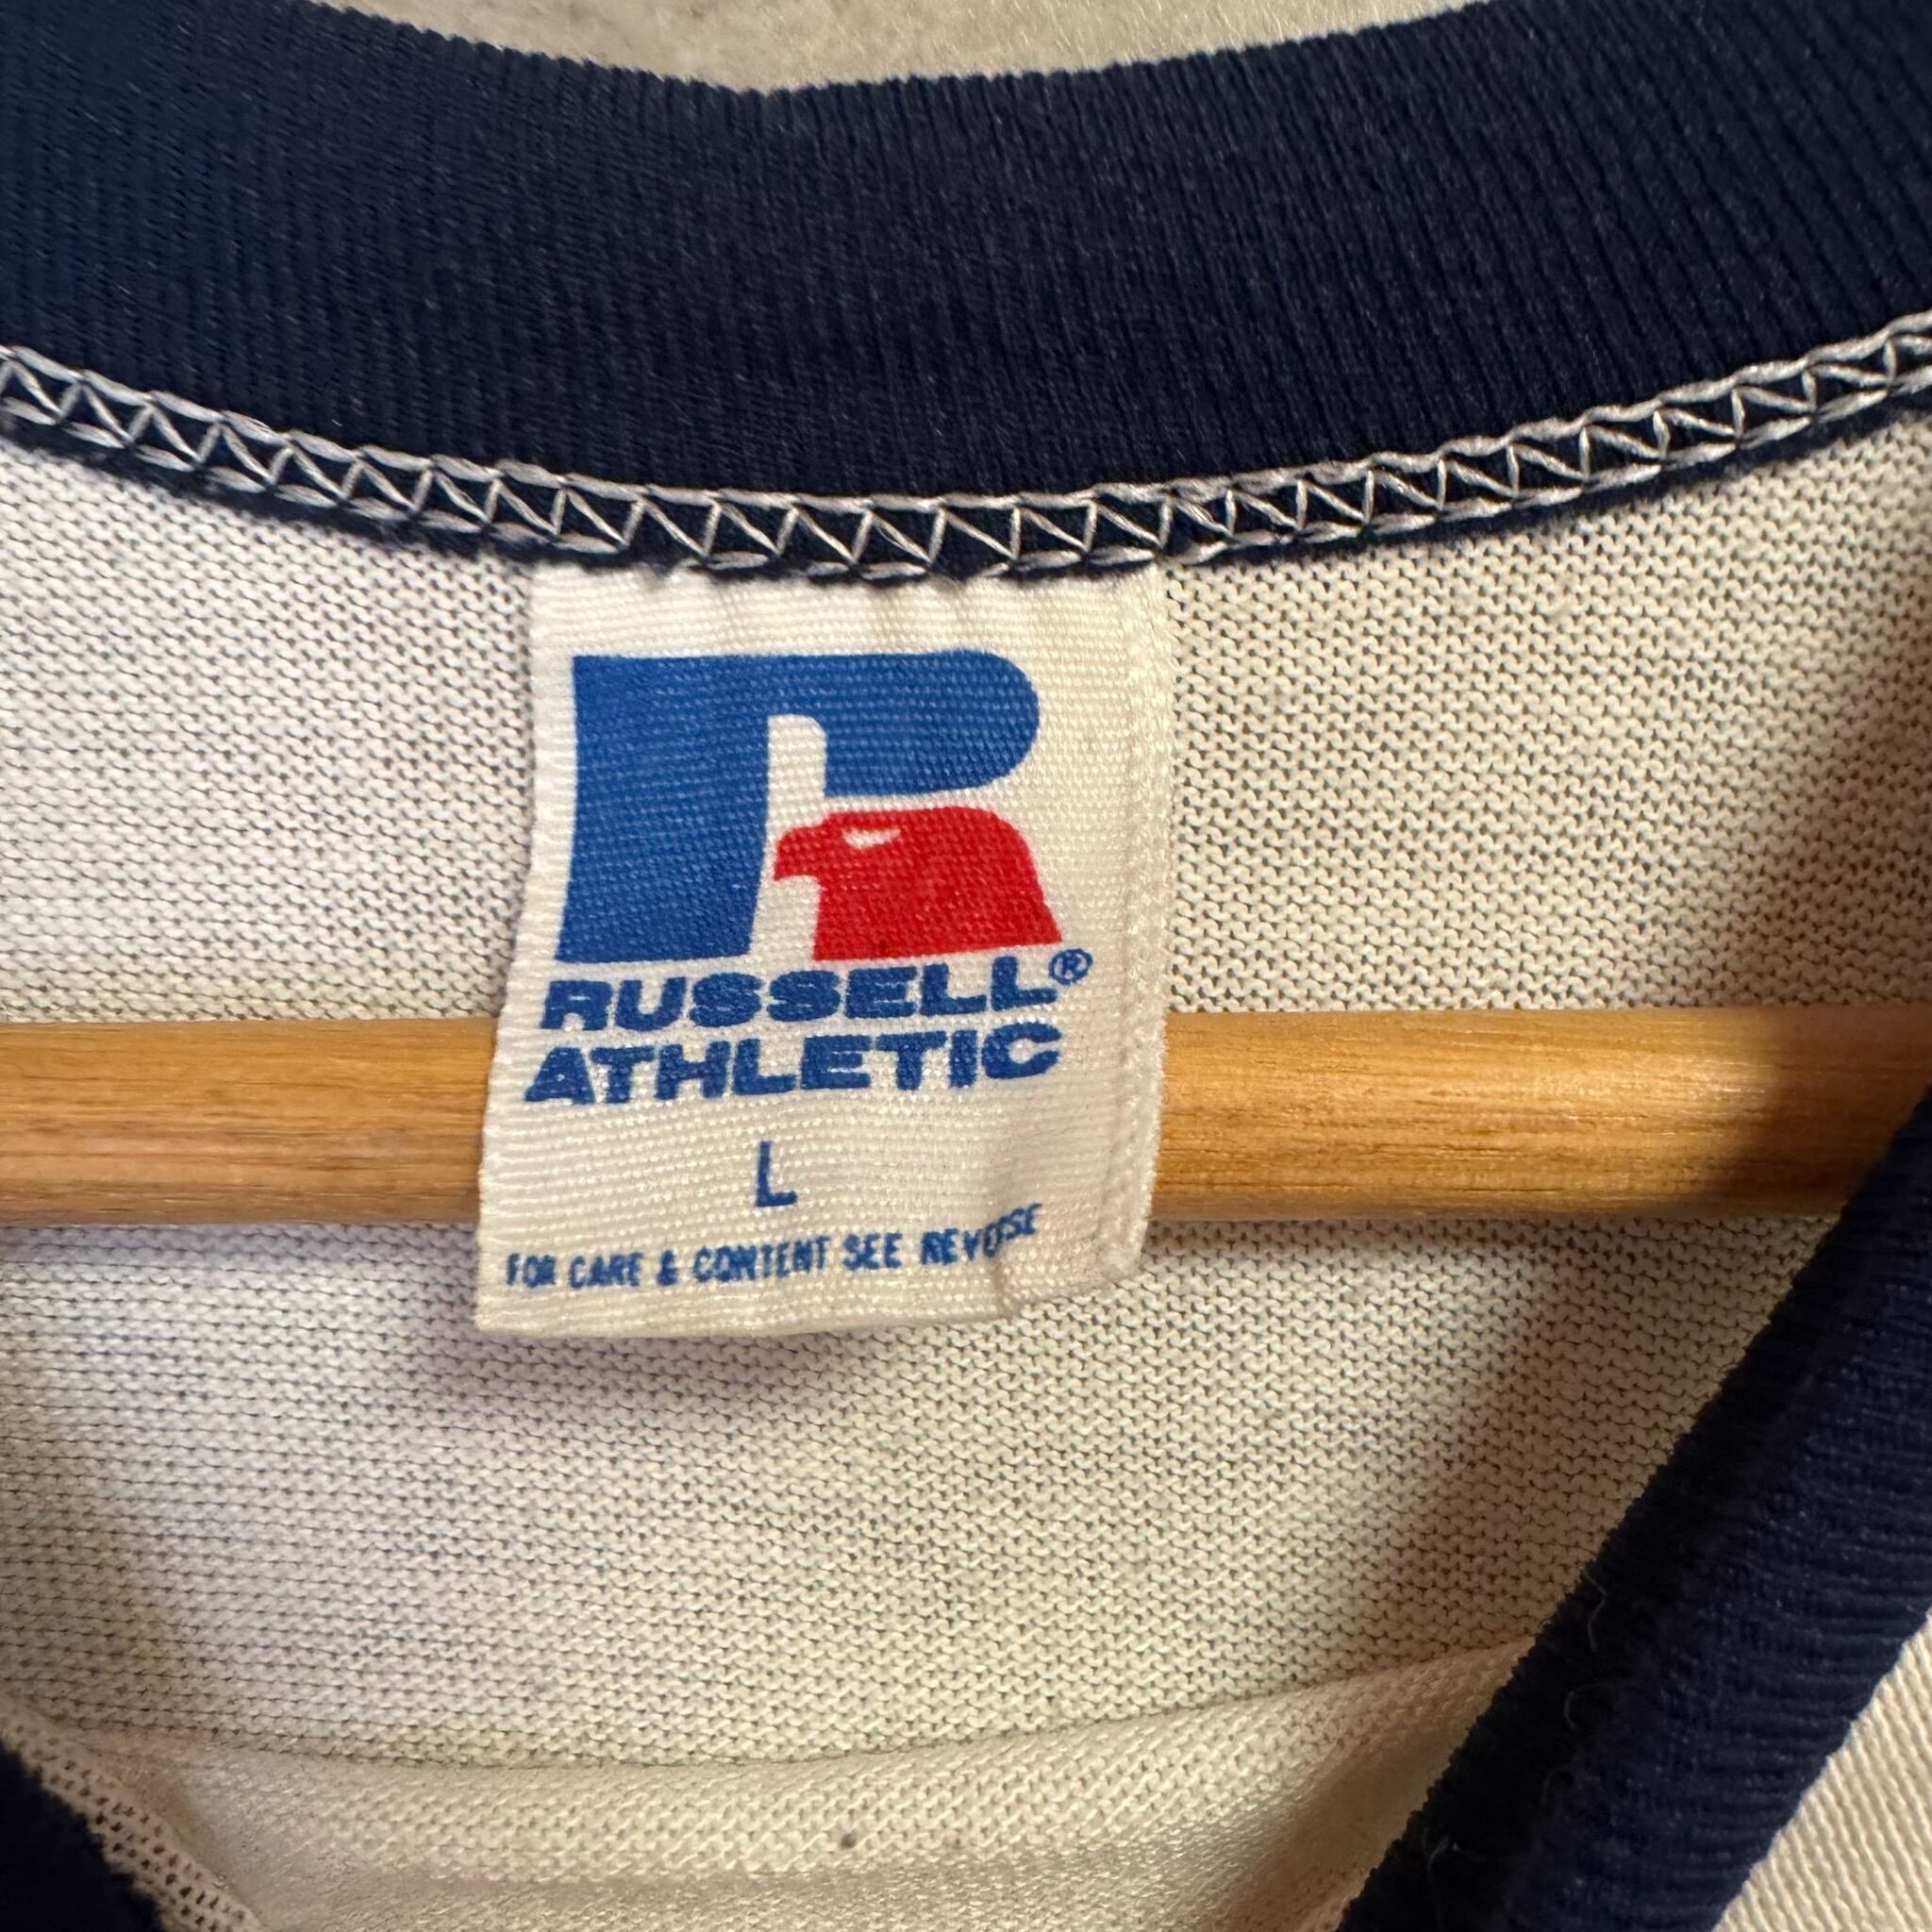 RUSSELL®
ATHLETIC
L
FOR CARE & CONTENT SEE REVERSE